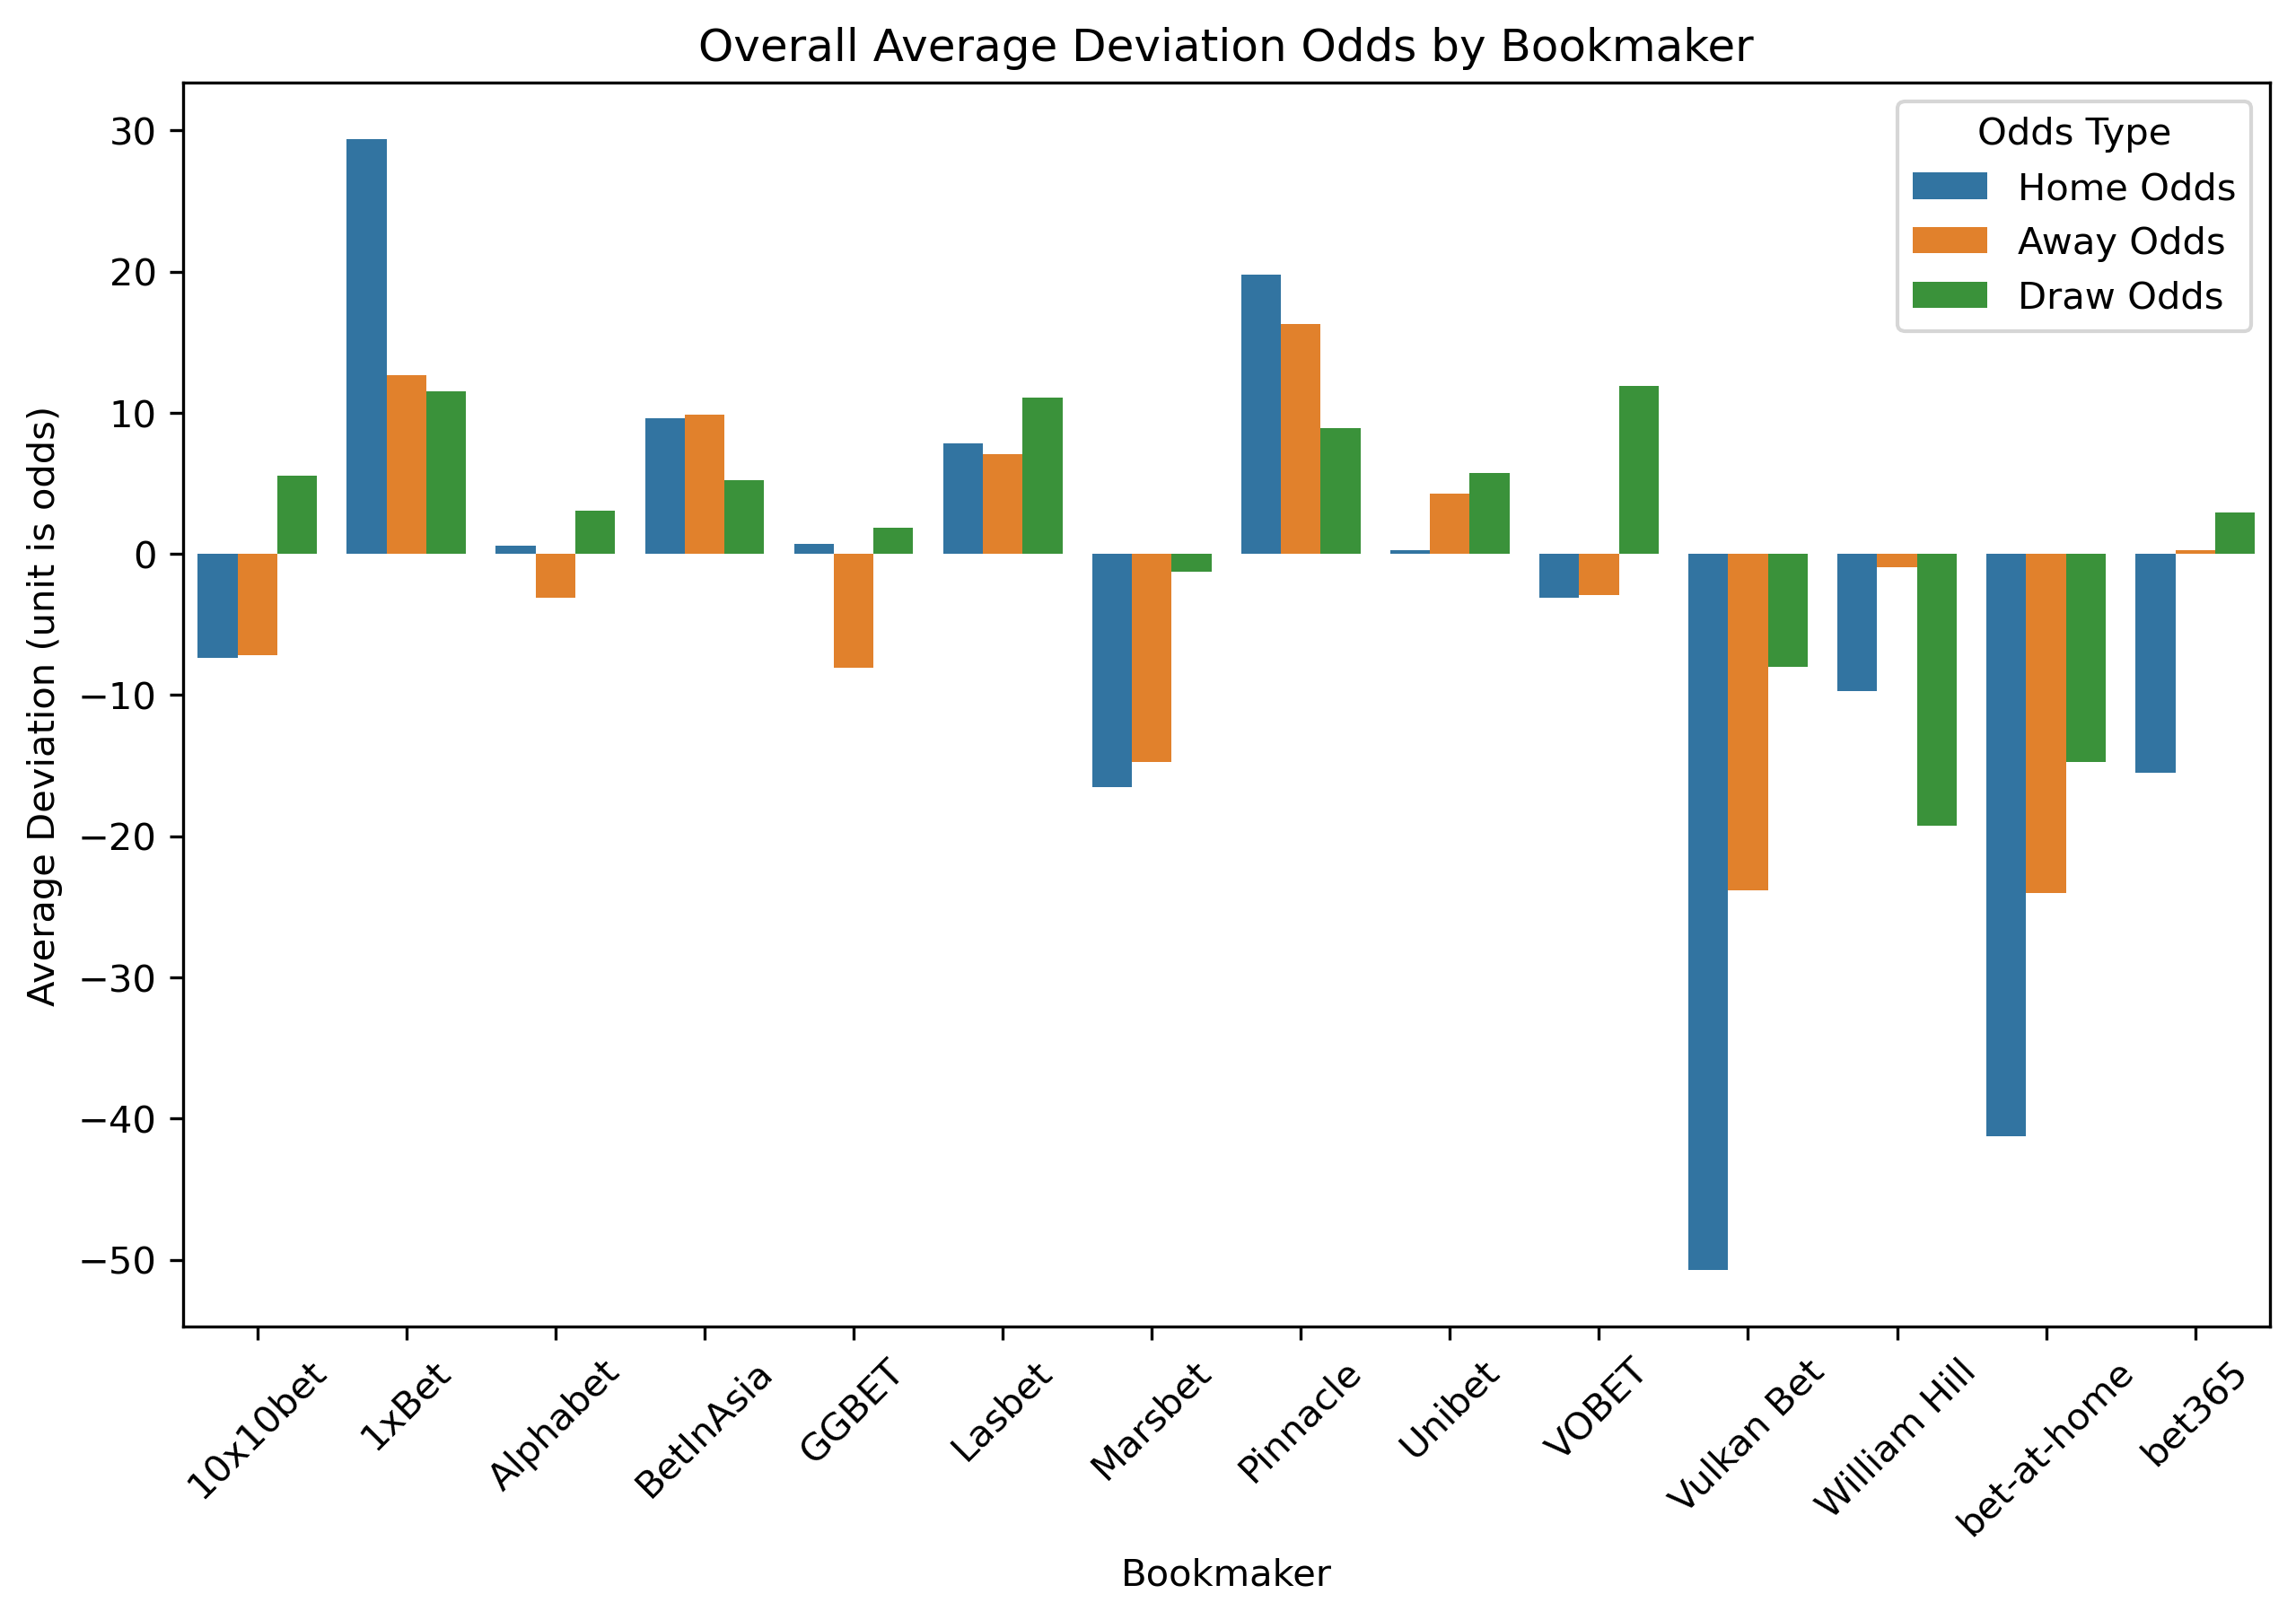 Overall Average Deviation Odds by Bookmaker
Odds Type
Home Odds
Away Odds
Draw Odds
Average Deviation (unit is odds)
30
20
10
0
−10
−20
−30
−40
−50
10x10bet
1xBet
Alphabet
BetInAsia
GGBET
Lasbet
Marsbet
Pinnacle
Unibet
VOBET
Vulkan Bet
William Hill
bet-at-home
bet365
Bookmaker